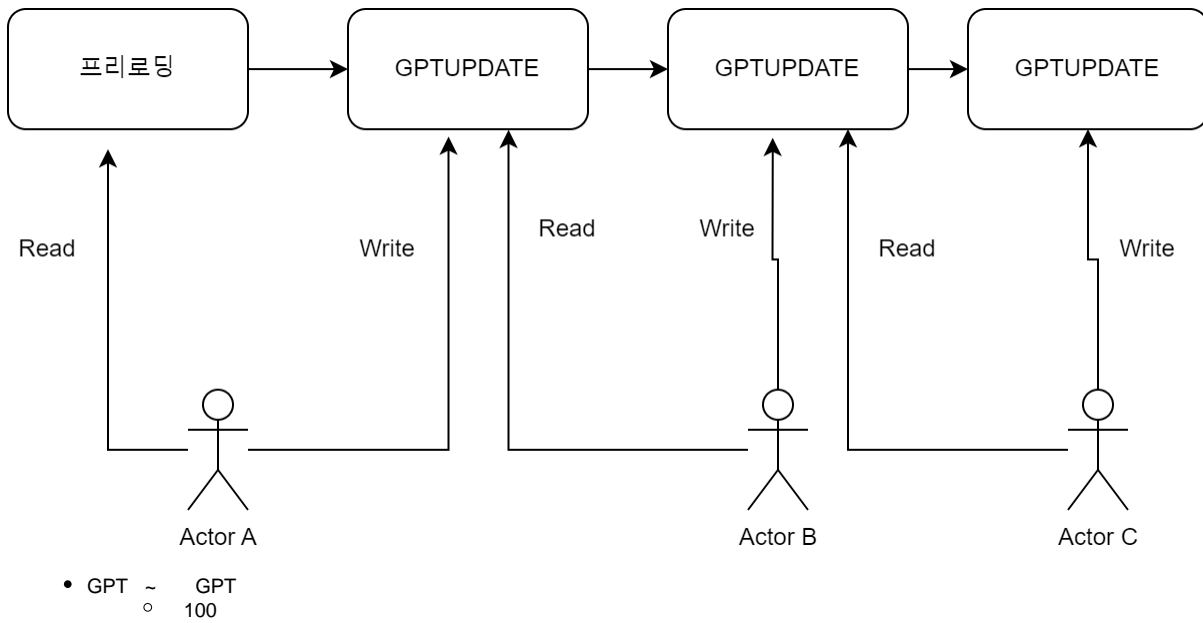 프리로딩
GPTUPDATE
GPTUPDATE
GPTUPDATE
Read
Write
Read
Write
Read
Write
Actor A
Actor B
Actor C
GPT ~ GPT
100